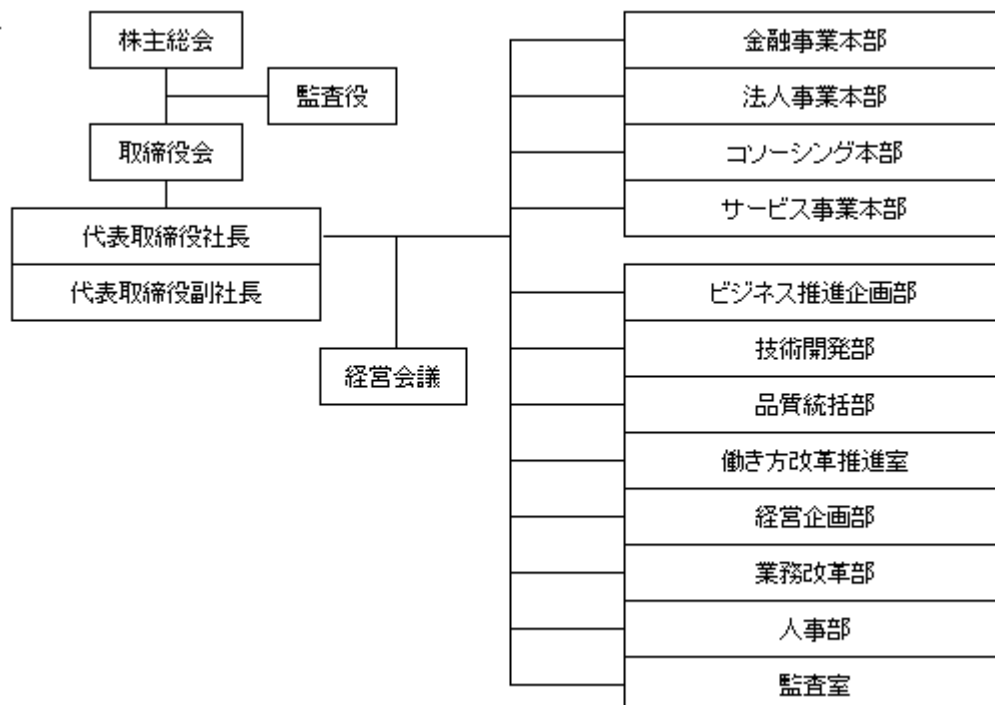 株主総会
監査役
取締役会
代表取締役社長
代表取締役副社長
経営会議
金融事業本部
法人事業本部
コソーシング本部
サービス事業本部
ビジネス推進企画部
技術開発部
品質統括部
働き方改革推進室
経営企画部
業務改革部
人事部
監査室